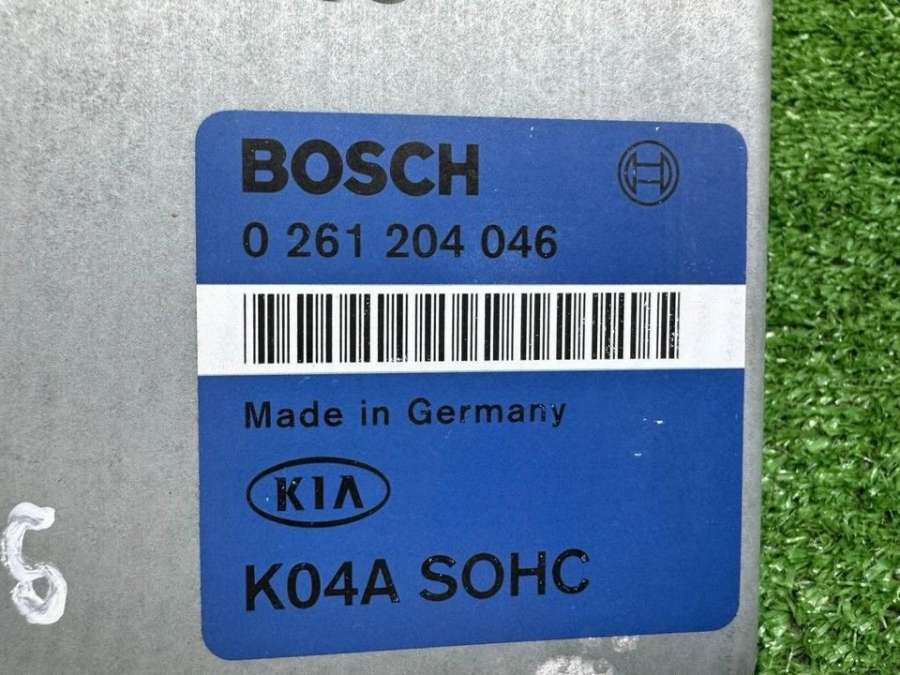 BOSCH
0 261 204 046
Made in Germany
KIA
K04A SOHC